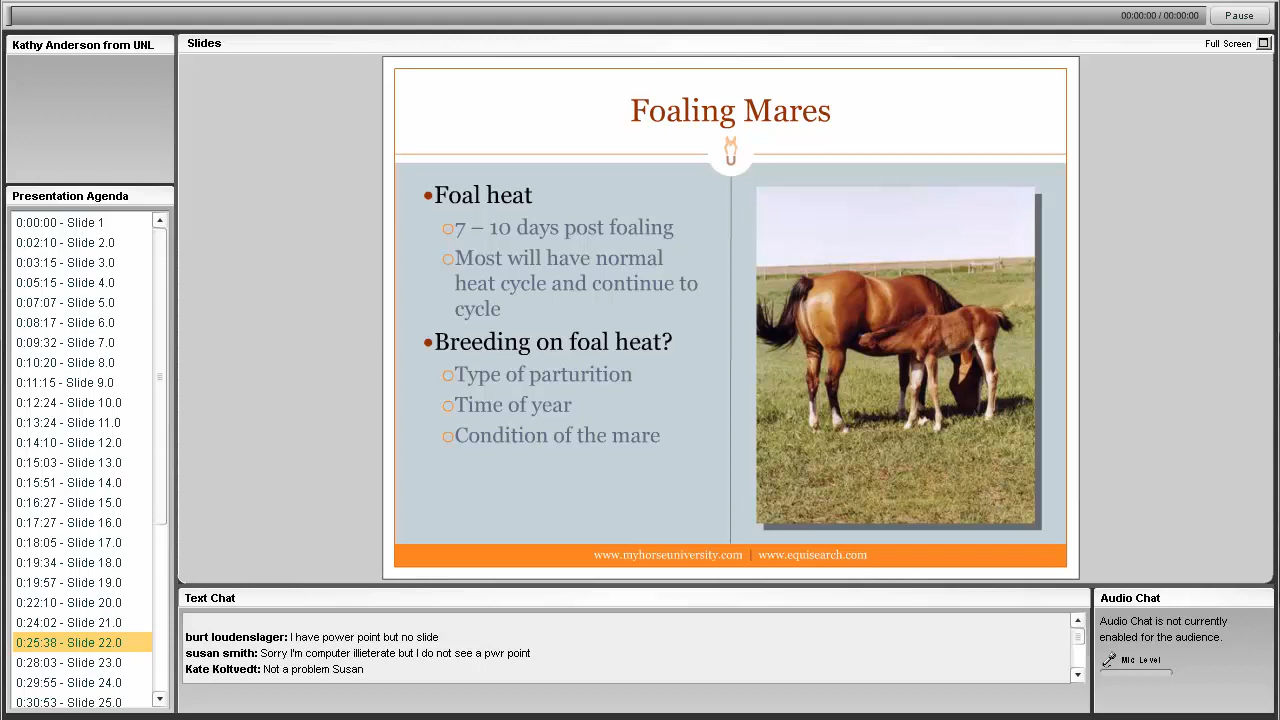 00:00:00 / 00:00:00
Pause
Kathy Anderson from UNL
Slides
Full Screen
Foaling Mares
Foal heat
7 – 10 days post foaling
Most will have normal
heat cycle and continue to
cycle
Breeding on foal heat?
Type of parturition
Time of year
Condition of the mare
www.myhorseuniversity.com | www.equisearch.com
Presentation Agenda
0:00:00 - Slide 1
0:02:10 - Slide 2.0
0:03:15 - Slide 3.0
0:05:15 - Slide 4.0
0:07:07 - Slide 5.0
0:08:17 - Slide 6.0
0:09:32 - Slide 7.0
0:10:20 - Slide 8.0
0:11:15 - Slide 9.0
0:12:24 - Slide 10.0
0:13:24 - Slide 11.0
0:14:10 - Slide 12.0
0:15:03 - Slide 13.0
0:15:51 - Slide 14.0
0:16:27 - Slide 15.0
0:17:27 - Slide 16.0
0:18:05 - Slide 17.0
0:19:34 - Slide 18.0
0:19:57 - Slide 19.0
0:22:10 - Slide 20.0
0:24:02 - Slide 21.0
0:25:38 - Slide 22.0
0:28:03 - Slide 23.0
0:29:55 - Slide 24.0
0:30:53 - Slide 25.0
Text Chat
burt loudenslager: I have power point but no slide
susan smith: Sorry I'm computer illieterate but I do not see a pwr point
Kate Koltvedt: Not a problem Susan
Audio Chat
Audio Chat is not currently
enabled for the audience.
Mic Level